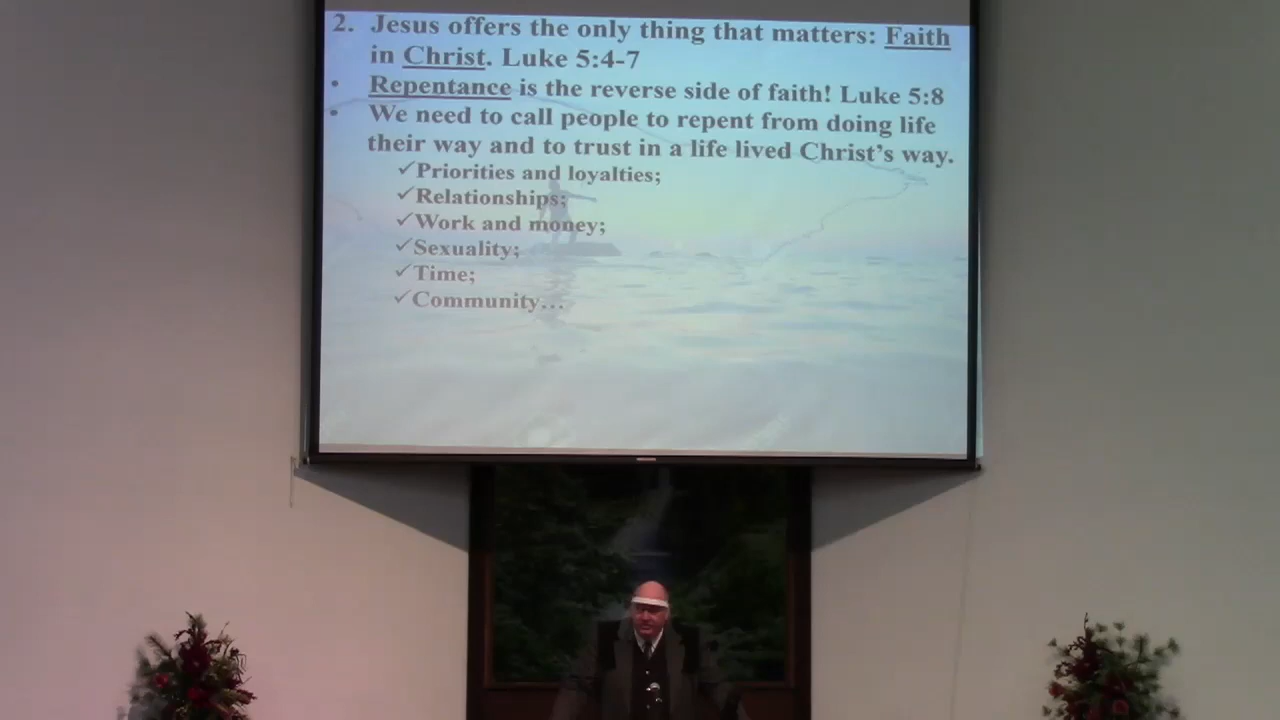 2. Jesus offers the only thing that matters: Faith
in Christ. Luke 5:4-7
• Repentance is the reverse side of faith! Luke 5:8
• We need to call people to repent from doing life
their way and to trust in a life lived Christ's way.
✓Priorities and loyalties;
✓Relationships;
✓Work and money;
✓Sexuality;
✓Time;
✓Community…